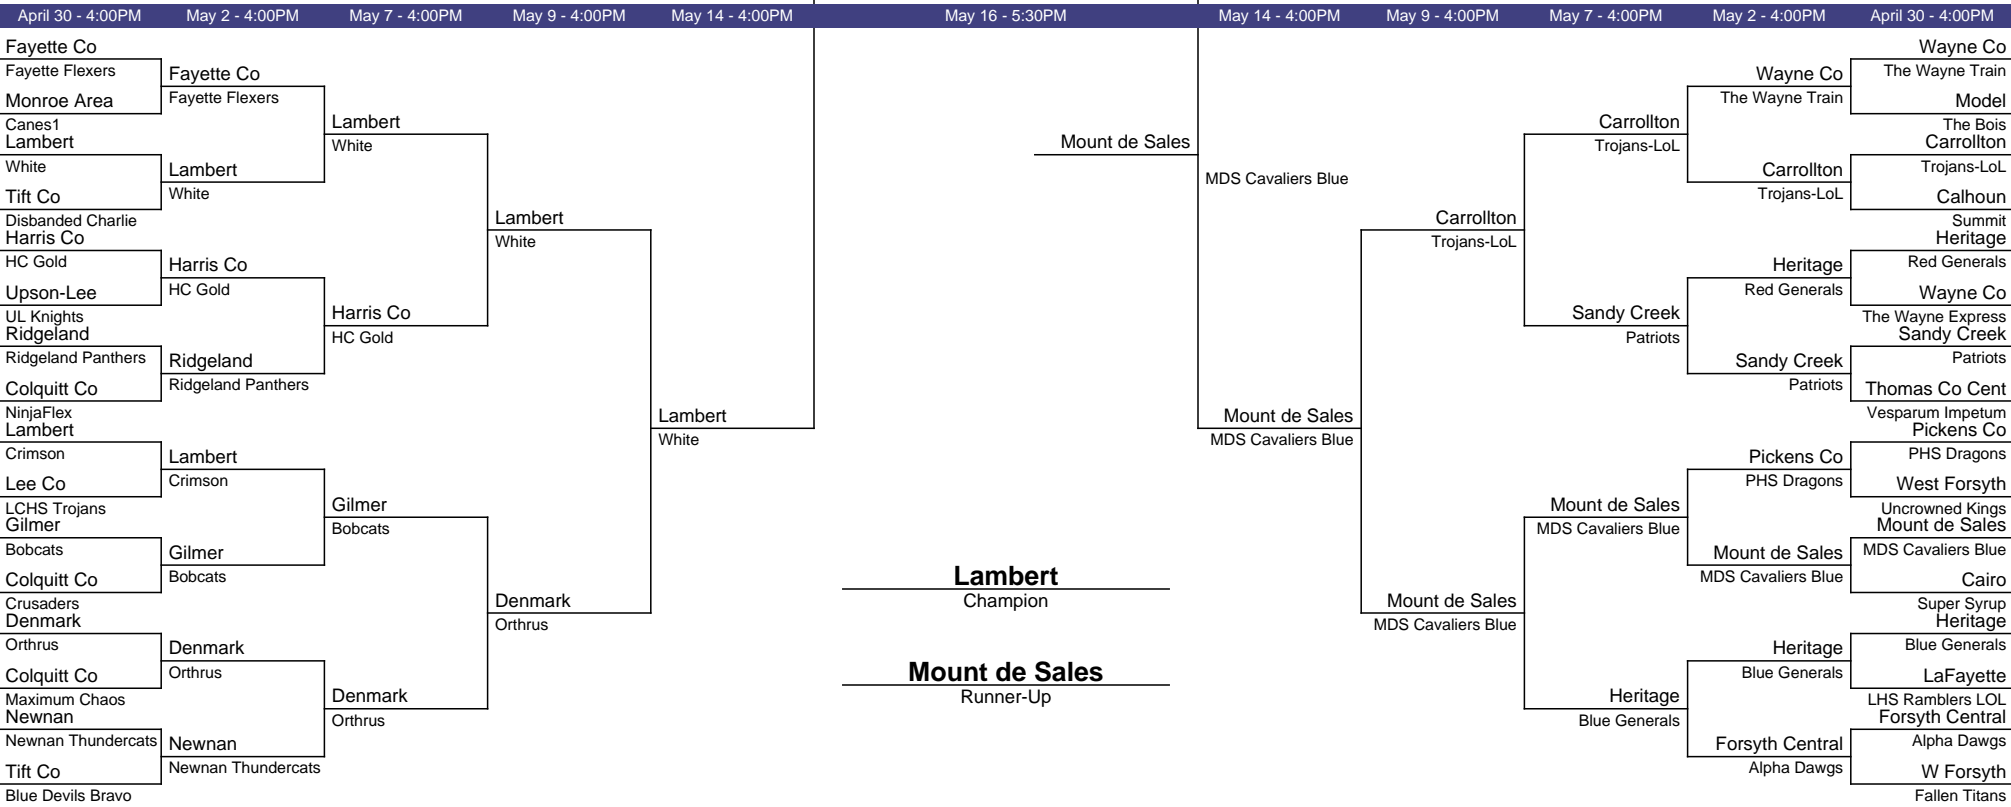 April 30 - 4:00PM May 2 - 4:00PM May 7 - 4:00PM May 9 - 4:00PM May 14 - 4:00PM May 16 - 5:30PM May 14 - 4:00PM May 9 - 4:00PM May 7 - 4:00PM May 2 - 4:00PM April 30 - 4:00PM
Fayette Co
Fayette Flexers
Monroe Area
Canes1
Lambert
White
Tift Co
Disbanded Charlie
Harris Co
HC Gold
Upson-Lee
UL Knights
Ridgeland
Ridgeland Panthers
Colquitt Co
NinjaFlex
Lambert
Crimson
Lee Co
LCHS Trojans
Gilmer
Bobcats
Colquitt Co
Crusaders
Denmark
Orthrus
Colquitt Co
Maximum Chaos
Newnan
Newnan Thundercats
Tift Co
Blue Devils Bravo
Fayette Co
Fayette Flexers
Lambert
White
Harris Co
HC Gold
Ridgeland
Ridgeland Panthers
Lambert
Crimson
Gilmer
Bobcats
Denmark
Orthrus
Newnan
Newnan Thundercats
Lambert
White
Harris Co
HC Gold
Gilmer
Bobcats
Denmark
Orthrus
Lambert
White
Denmark
Orthrus
Lambert
White
Mount de Sales
MDS Cavaliers Blue
Lambert
Champion
Mount de Sales
Runner-Up
Mount de Sales
MDS Cavaliers Blue
Carrollton
Trojans-LoL
Mount de Sales
MDS Cavaliers Blue
Carrollton
Trojans-LoL
Sandy Creek
Patriots
Mount de Sales
MDS Cavaliers Blue
Heritage
Blue Generals
Wayne Co
The Wayne Train
Carrollton
Trojans-LoL
Heritage
Red Generals
Sandy Creek
Patriots
Pickens Co
PHS Dragons
Mount de Sales
MDS Cavaliers Blue
Heritage
Blue Generals
Forsyth Central
Alpha Dawgs
Wayne Co
The Wayne Train
Model
The Bois
Carrollton
Trojans-LoL
Calhoun
Summit
Heritage
Red Generals
Wayne Co
The Wayne Express
Sandy Creek
Patriots
Thomas Co Cent
Vesparum Impetum
Pickens Co
PHS Dragons
West Forsyth
Uncrowned Kings
Mount de Sales
MDS Cavaliers Blue
Cairo
Super Syrup
Heritage
Blue Generals
LaFayette
LHS Ramblers LOL
Forsyth Central
Alpha Dawgs
W Forsyth
Fallen Titans